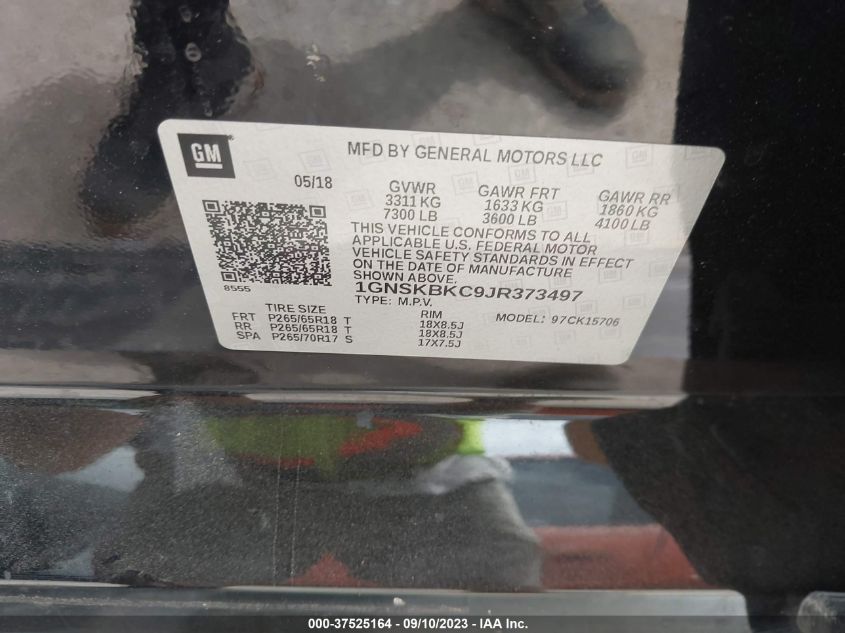 GM
MFD BY GENERAL MOTORS LLC
05/18
GVWR
3311 KG
7300 LB
GAWR FRT
1633 KG
3600 LB
GAWR RR
1860 KG
4100 LB
THIS VEHICLE CONFORMS TO ALL
APPLICABLE U.S. FEDERAL MOTOR
VEHICLE SAFETY STANDARDS IN EFFECT
ON THE DATE OF MANUFACTURE
SHOWN ABOVE.
8555
1GNSKBKC9JR373497
TYPE: M.P.V.
MODEL: 97CK15706
TIRE SIZE RIM
FRT P265/65R18 T 18X8.5J
RR P265/65R18 T 18X8.5J
SPA P265/70R17 S 17X7.5J
000-37525164 - 09/10/2023 - IAA Inc.